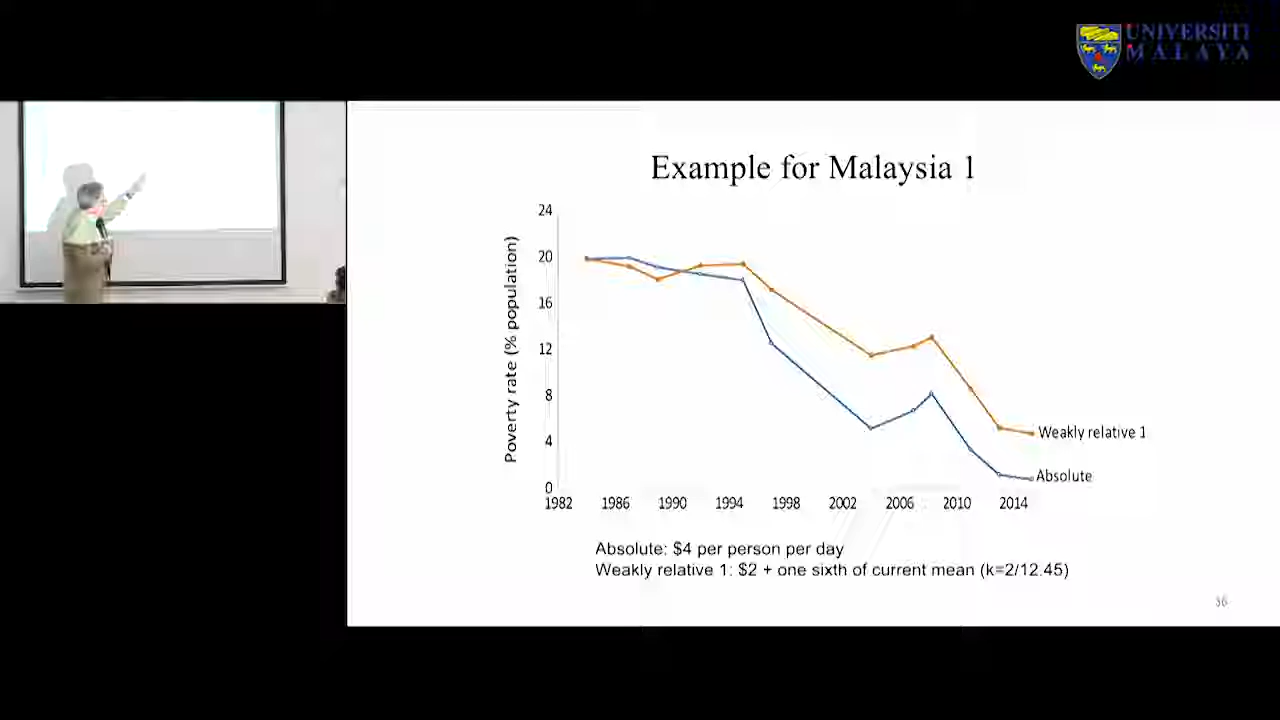 UNIVERSITI
MALAYA
Example for Malaysia 1
Poverty rate (% population)
24
20
16
12
8
4
0
1982 1986 1990 1994 1998 2002 2006 2010 2014
Weakly relative 1
Absolute
Absolute: $4 per person per day
Weakly relative 1: $2 + one sixth of current mean (k=2/12.45)
36